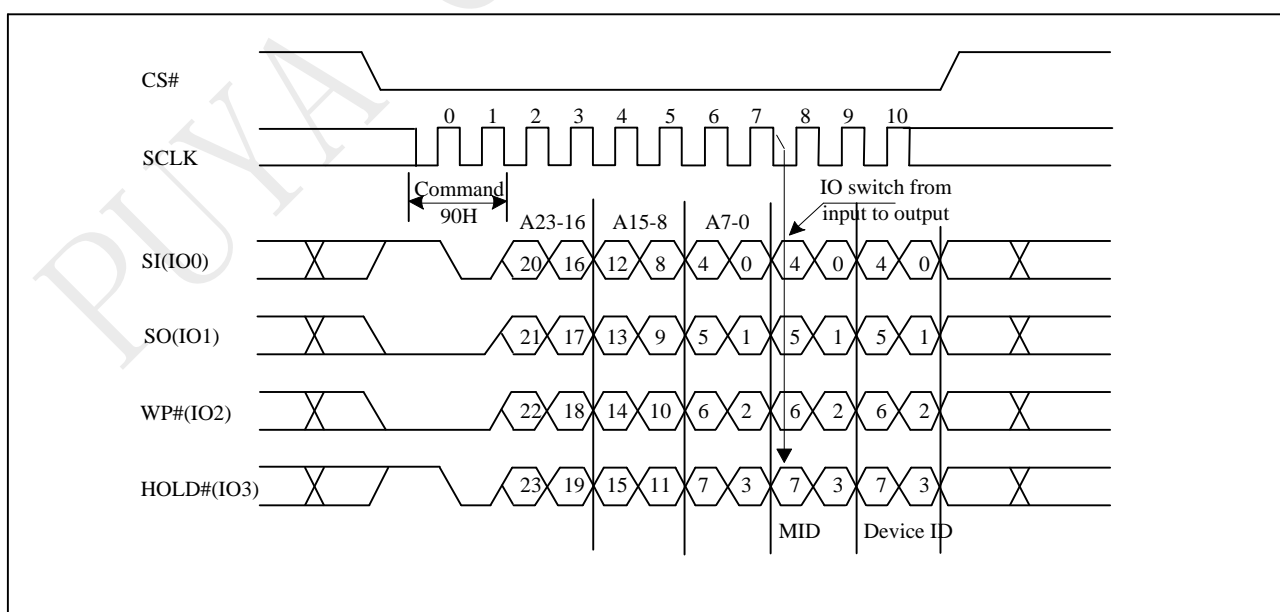 PUYA
CS#
0 1 2 3 4 5 6 7 8 9 10
SCLK
Command
90H
IO switch from
input to output
A23-16 A15-8 A7-0
SI(IO0) 20 16 12 8 4 0 4 0 4 0
SO(IO1) 21 17 13 9 5 1 5 1 5 1
WP#(IO2) 22 18 14 10 6 2 6 2 6 2
HOLD#(IO3) 23 19 15 11 7 3 7 3 7 3
MID Device ID